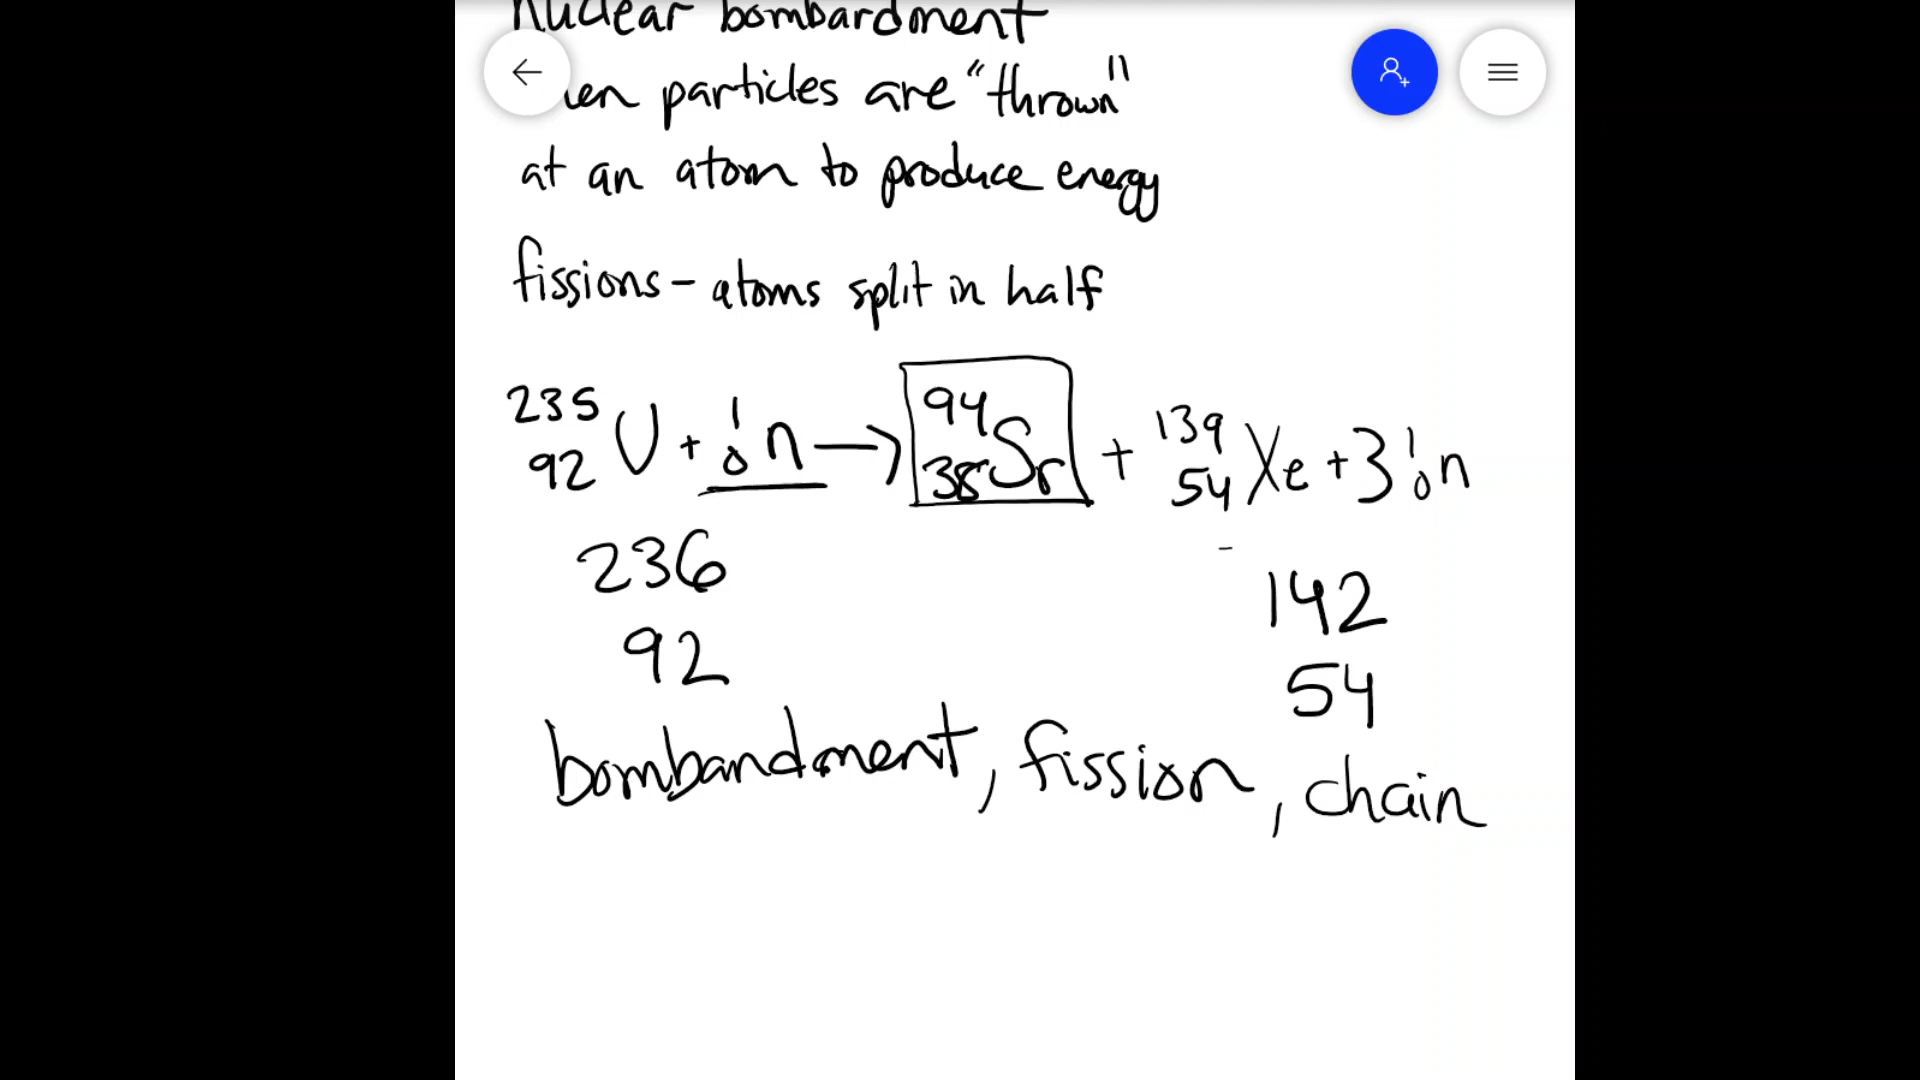 nuclear bombardment
particles are "thrown"
at an atom to produce energy
fissions - atoms split in half
235 92 U + 1 0 n → 94 38 Sr + 139 54 Xe + 3 1 0 n
236
142
92
54
bombandment, fission, chain